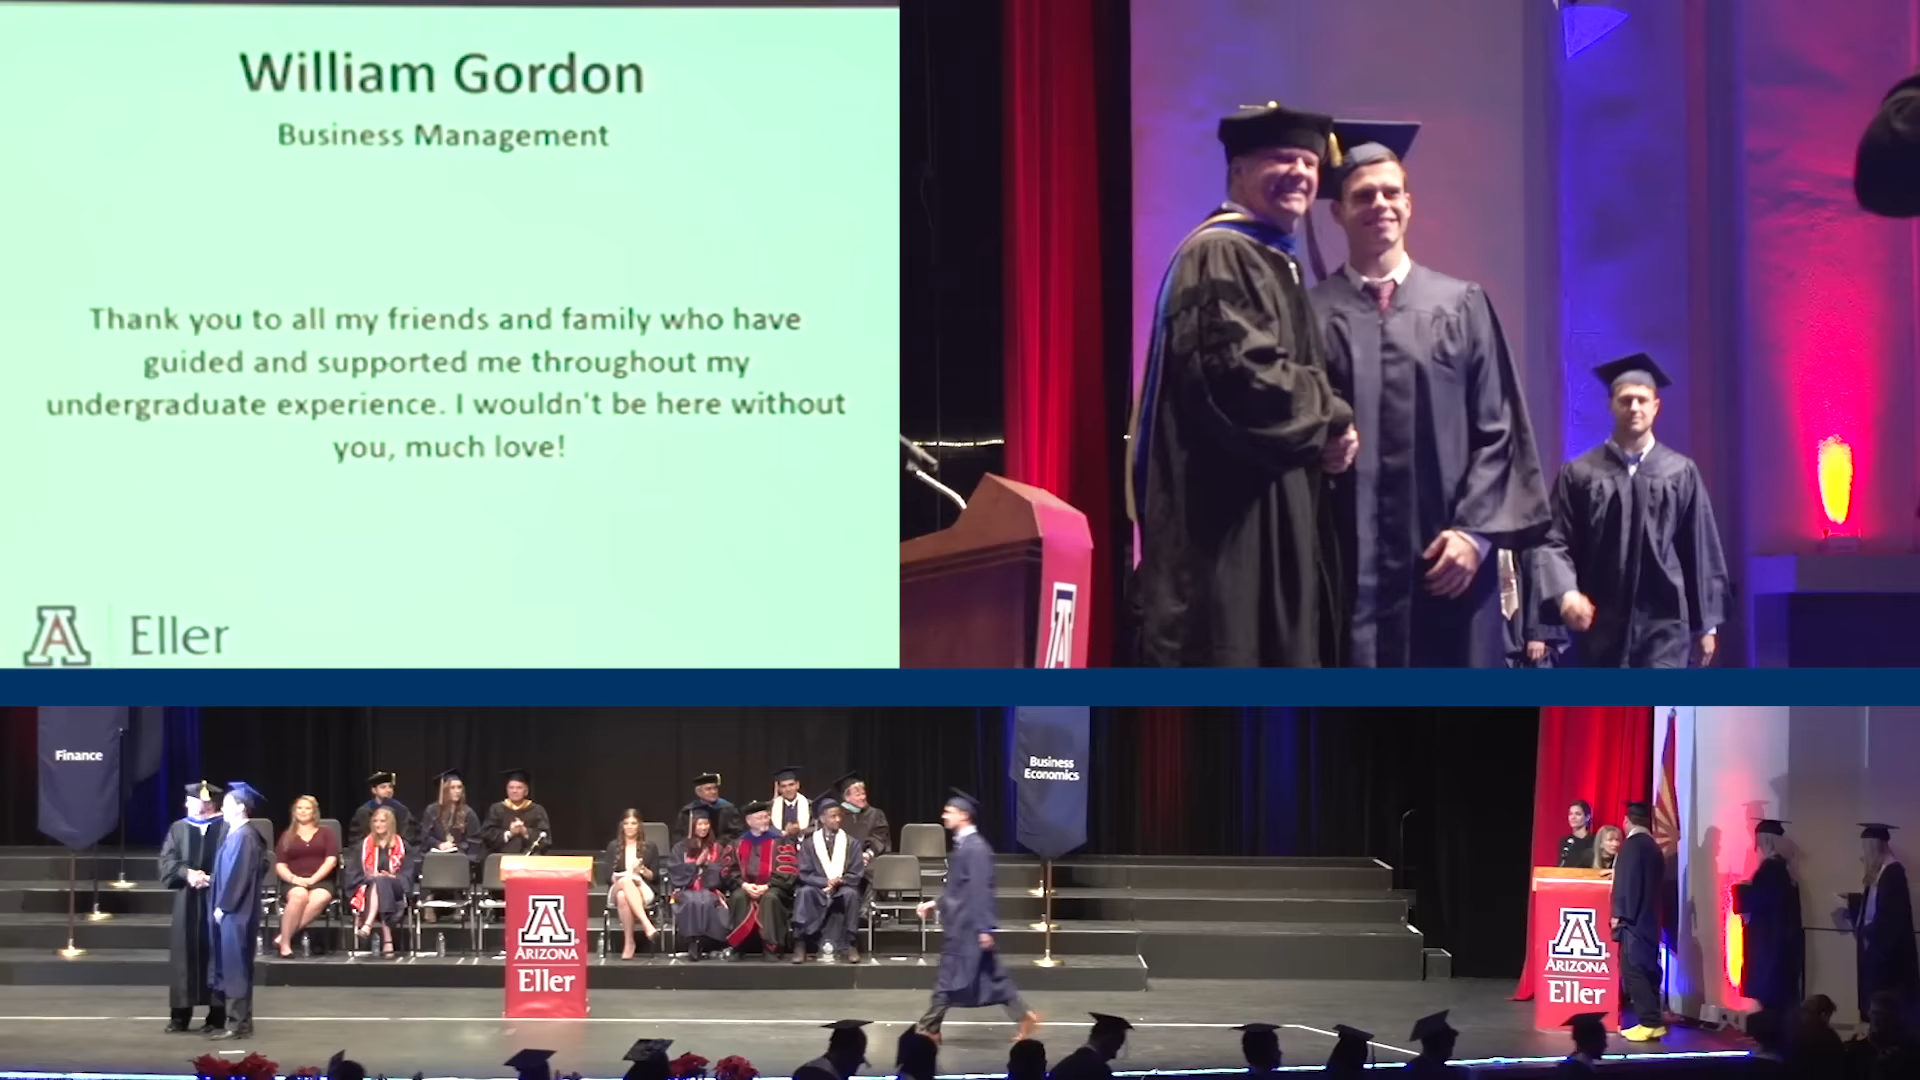 William Gordon
Business Management
Thank you to all my friends and family who have
guided and supported me throughout my
undergraduate experience. I wouldn't be here without
you, much love!
A Eller
A
Finance
Business
Economics
A
ARIZONA
Eller
A
ARIZONA
Eller